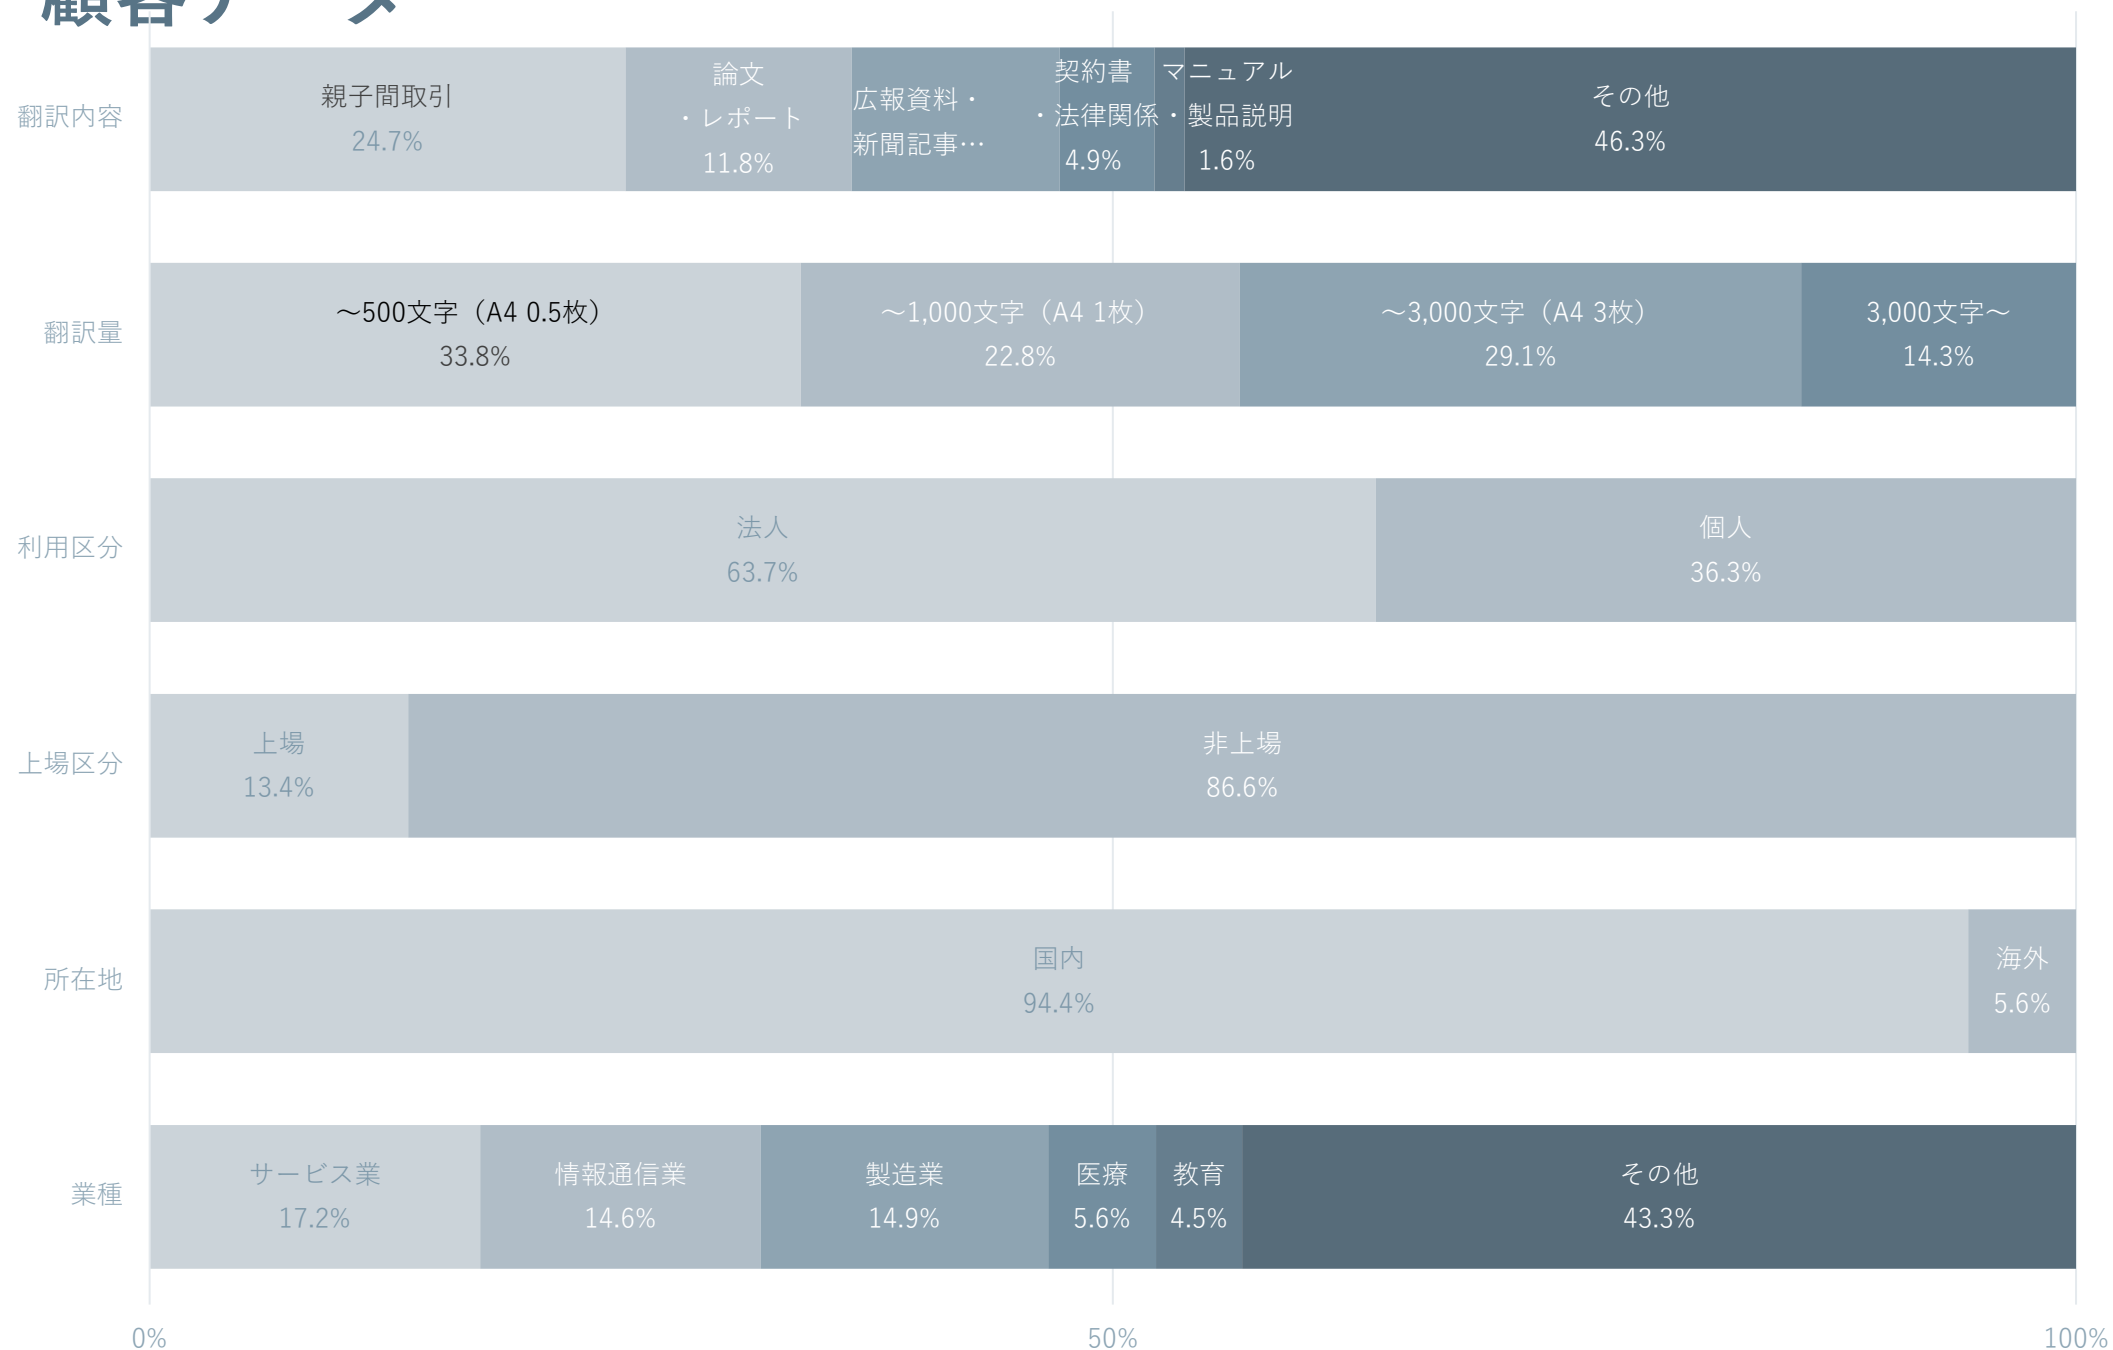 顧客データ
翻訳内容
親子間取引
24.7%
論文
・レポート
11.8%
広報資料・
新聞記事…
契約書
・法律関係
4.9%
マニュアル
・製品説明
1.6%
その他
46.3%
翻訳量
～500文字（A4 0.5枚）
33.8%
～1,000文字（A4 1枚）
22.8%
～3,000文字（A4 3枚）
29.1%
3,000文字～
14.3%
利用区分
法人
63.7%
個人
36.3%
上場区分
上場
13.4%
非上場
86.6%
所在地
国内
94.4%
海外
5.6%
業種
サービス業
17.2%
情報通信業
14.6%
製造業
14.9%
医療
5.6%
教育
4.5%
その他
43.3%
0%
50%
100%